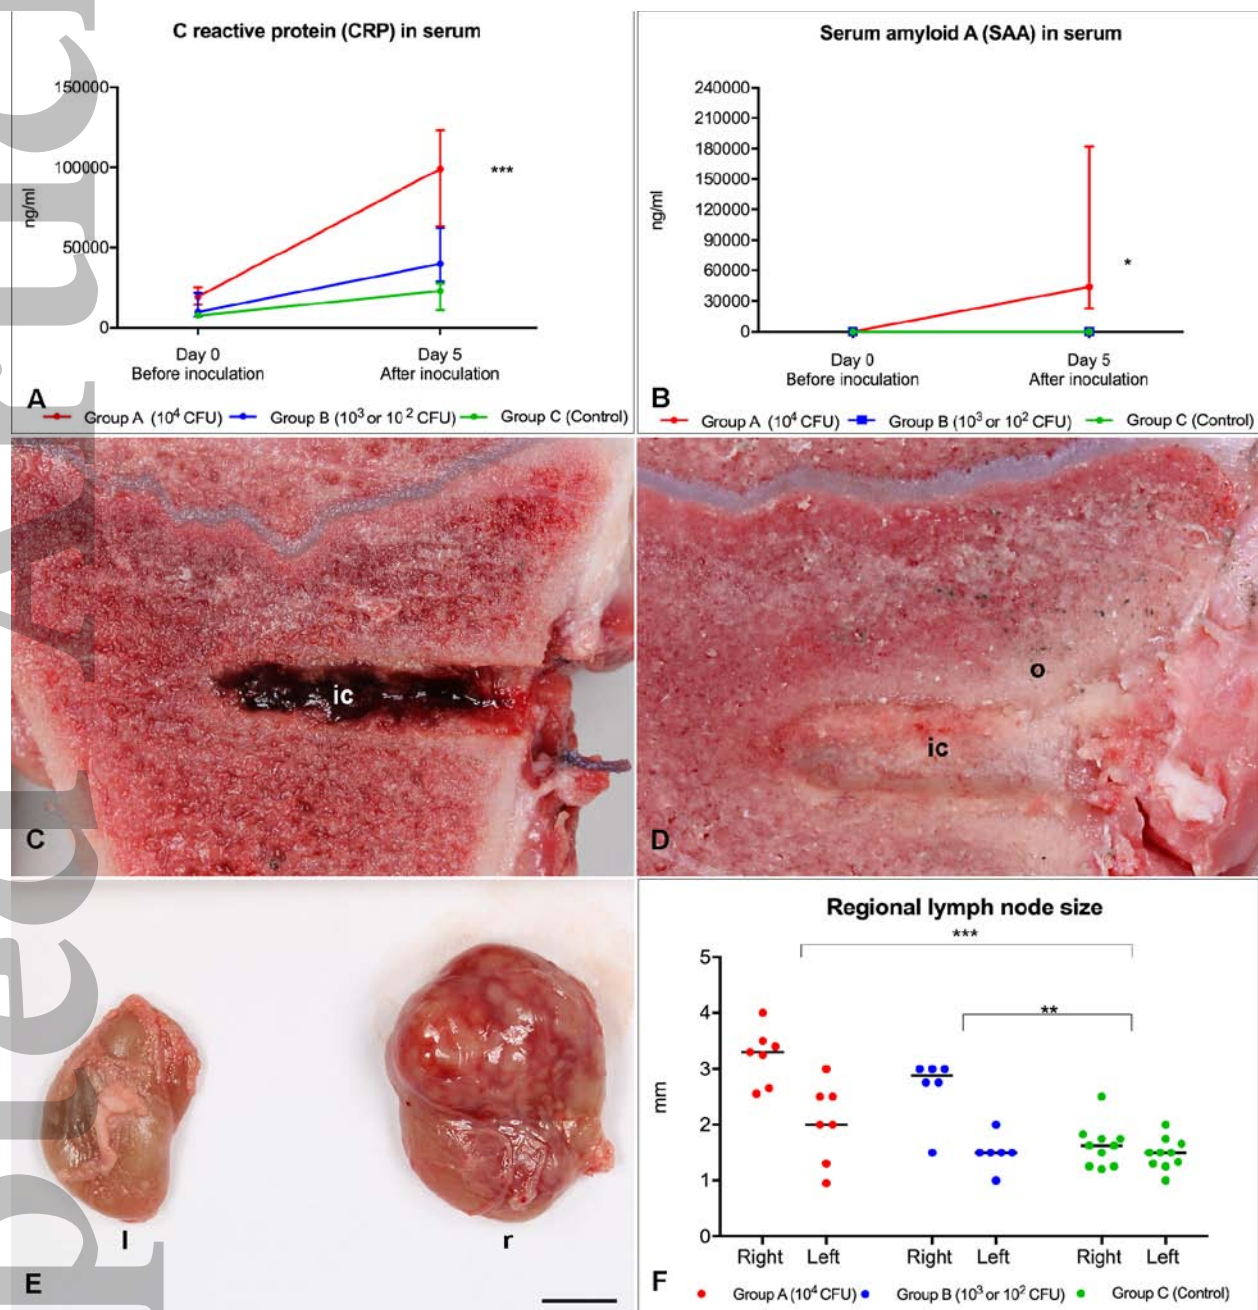 C reactive protein (CRP) in serum
150000
100000
50000
0
ng/ml
***
Day 0
Before inoculation
Day 5
After inoculation
A
Group A (10⁴ CFU)
Group B (10³ or 10² CFU)
Group C (Control)
Serum amyloid A (SAA) in serum
240000
210000
180000
150000
120000
90000
60000
30000
0
ng/ml
*
Day 0
Before inoculation
Day 5
After inoculation
B
Group A (10⁴ CFU)
Group B (10³ or 10² CFU)
Group C (Control)
ic
C
o
ic
D
l
r
E
Regional lymph node size
***
**
5
4
3
2
1
0
mm
Right
Left
Right
Left
Right
Left
F
Group A (10⁴ CFU)
Group B (10³ or 10² CFU)
Group C (Control)